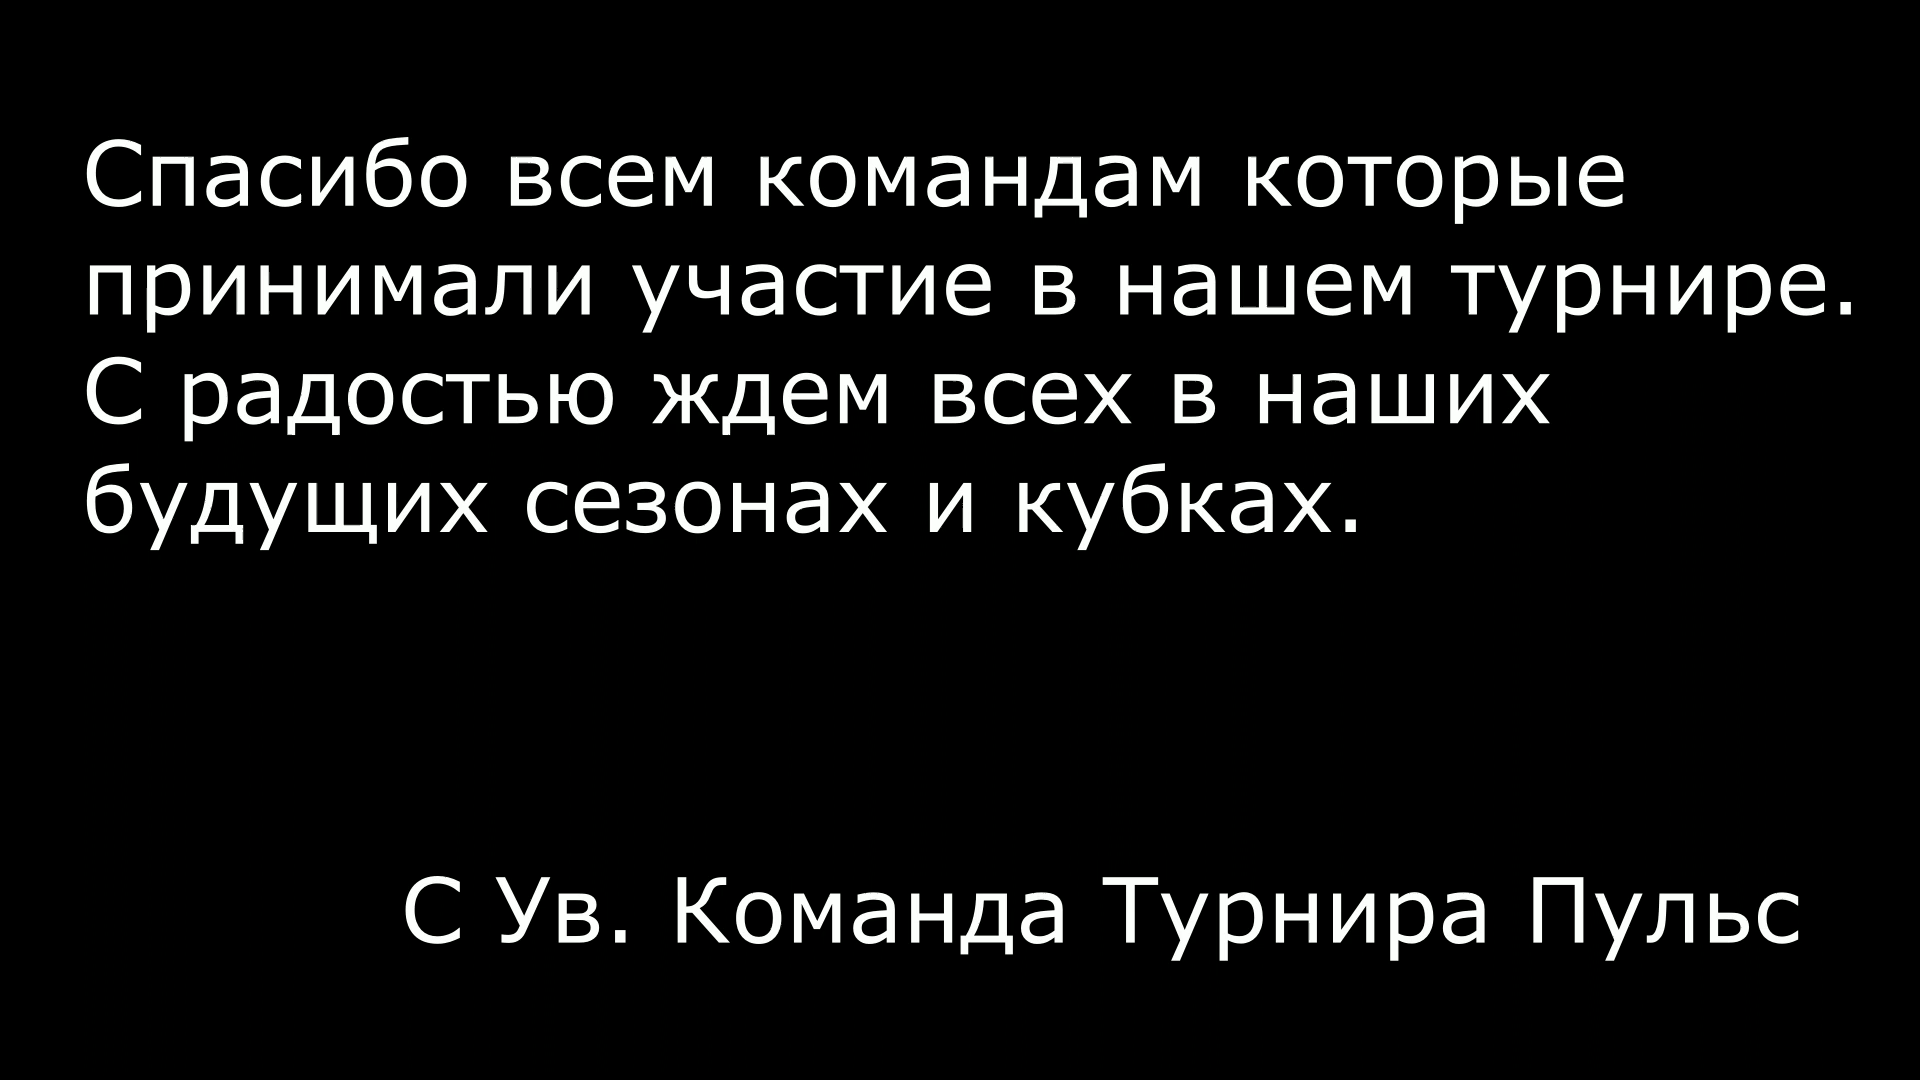 Спасибо всем командам которые
принимали участие в нашем турнире.
С радостью ждем всех в наших
будущих сезонах и кубках.
С Ув. Команда Турнира Пульс